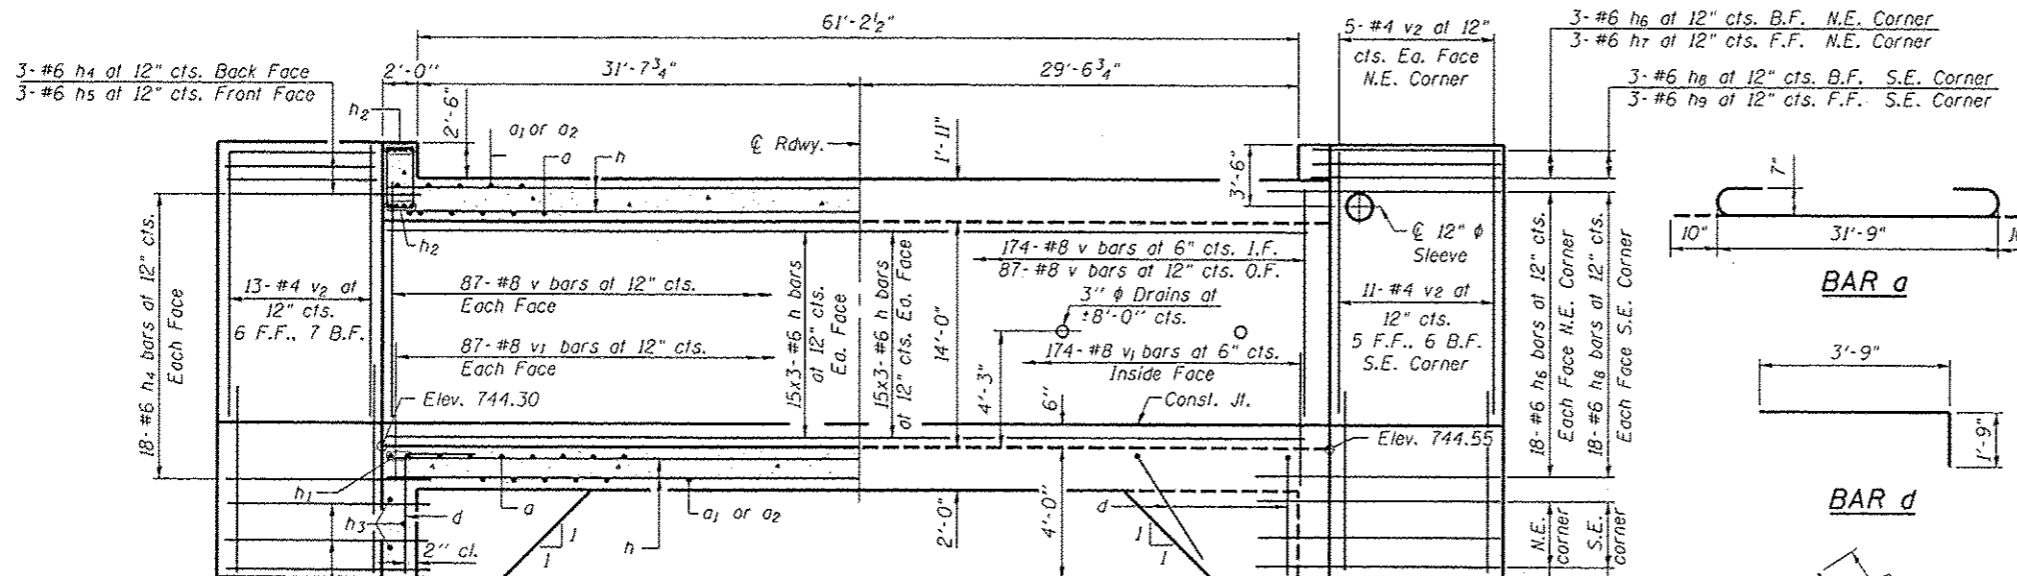 61'-2½"
5- #4 v2 at 12"
cts. Ea. Face
N.E. Corner
3- #6 h6 at 12" cts. B.F. N.E. Corner
3- #6 h7 at 12" cts. F.F. N.E. Corner
3- #6 h4 at 12" cts. Back Face
3- #6 h5 at 12" cts. Front Face
2'-0"
31'-7¾"
29'-6¾"
3- #6 h8 at 12" cts. B.F. S.E. Corner
3- #6 h9 at 12" cts. F.F. S.E. Corner
h2
2'-6"
a1 or a2
a
h
℄ Rdwy.
1'-11"
3'-6"
7"
h2
℄ 12" ϕ
Sleeve
10"
31'-9"
BAR a
18- #6 h4 bars at 12" cts.
Each Face
13- #4 v2 at
12" cts.
6 F.F., 7 B.F.
87- #8 v bars at 12" cts.
Each Face
87- #8 v1 bars at 12" cts.
Each Face
15x3- #6 h bars
at 12" cts.
Ea. Face
15x3- #6 h bars
at 12" cts. Ea. Face
14'-0"
174- #8 v bars at 6" cts. I.F.
87- #8 v bars at 12" cts. O.F.
3" ϕ Drains at
±8'-0" cts.
174- #8 v1 bars at 6" cts.
Inside Face
4'-3"
6"
Const. Jt.
11- #4 v2 at
12" cts.
5 F.F., 6 B.F.
S.E. Corner
18- #6 h6 bars at 12" cts.
Each Face N.E. Corner
18- #6 h8 bars at 12" cts.
Each Face S.E. Corner
3'-9"
1'-9"
BAR d
Elev. 744.30
Elev. 744.55
h1
h3
d
2" cl.
1
1
a
h
a1 or a2
2'-0"
4'-0"
d
1
1
N.E.
corner
S.E.
corner